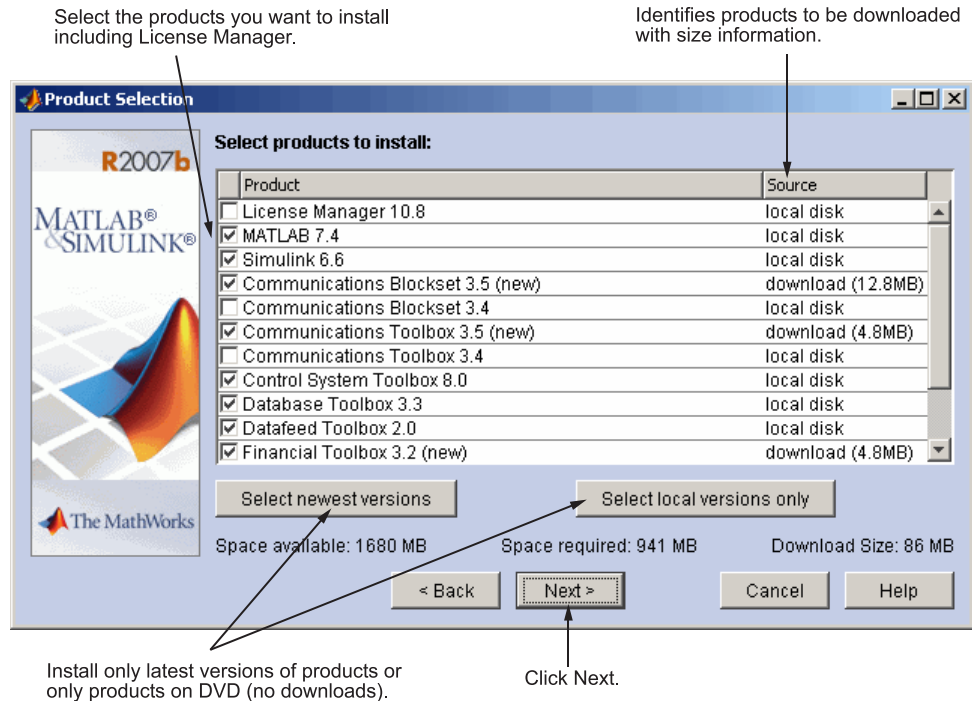 Select the products you want to install
including License Manager.
Identifies products to be downloaded
with size information.
Product Selection
R2007b
MATLAB®
&SIMULINK®
The MathWorks
Select products to install:
Product Source
License Manager 10.8 local disk
MATLAB 7.4 local disk
Simulink 6.6 local disk
Communications Blockset 3.5 (new) download (12.8MB)
Communications Blockset 3.4 local disk
Communications Toolbox 3.5 (new) download (4.8MB)
Communications Toolbox 3.4 local disk
Control System Toolbox 8.0 local disk
Database Toolbox 3.3 local disk
Datafeed Toolbox 2.0 local disk
Financial Toolbox 3.2 (new) download (4.8MB)
Select newest versions Select local versions only
Space available: 1680 MB Space required: 941 MB Download Size: 86 MB
< Back Next > Cancel Help
Install only latest versions of products or
only products on DVD (no downloads).
Click Next.